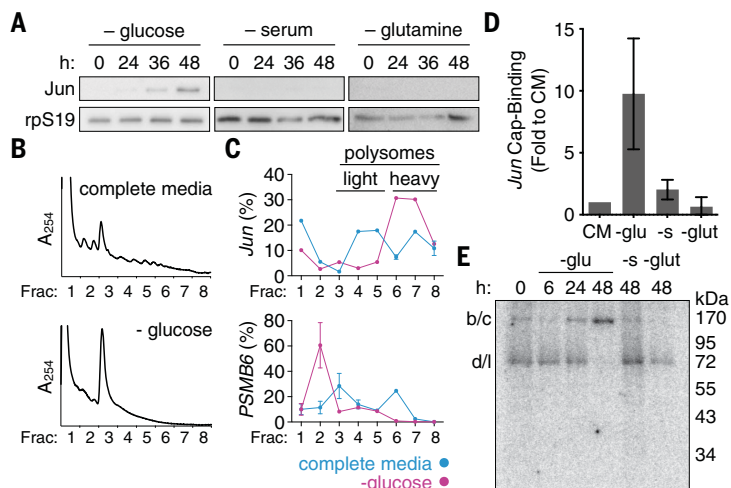 A
– glucose – serum – glutamine
h: 0 24 36 48 0 24 36 48 0 24 36 48
Jun
rpS19
B
complete media
A254
Frac: 1 2 3 4 5 6 7 8
- glucose
A254
Frac: 1 2 3 4 5 6 7 8
C
polysomes
light heavy
Jun (%)
40
30
20
10
0
Frac: 1 2 3 4 5 6 7 8
PSMB6 (%)
80
60
40
20
0
Frac: 1 2 3 4 5 6 7 8
complete media
-glucose
D
Jun Cap-Binding
(Fold to CM)
15
10
5
0
CM -glu -s -glut
E
-glu -s -glut
h: 0 6 24 48 48 48
kDa
b/c
d/l
170
95
72
55
43
34